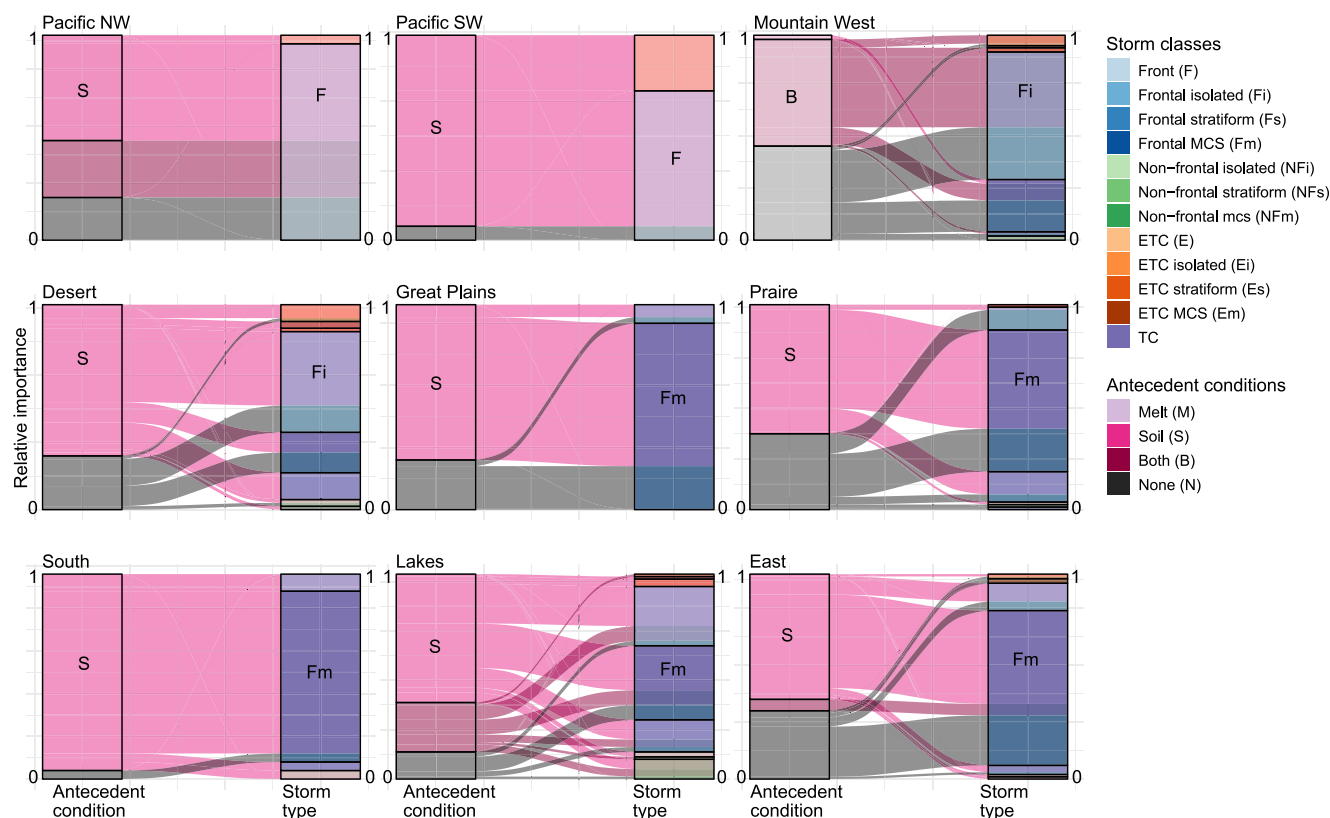 Pacific NW
Pacific SW
Mountain West
1
S
F
1
0
0
1
S
F
1
0
0
1
B
Fi
1
0
0
Desert
Great Plains
Praire
1
S
Fi
1
0
0
1
S
Fm
1
0
0
1
S
Fm
1
0
0
Relative importance
South
Lakes
East
1
S
Fm
1
0
0
1
S
Fm
1
0
0
1
S
Fm
1
0
0
Antecedent
condition
Storm
type
Antecedent
condition
Storm
type
Antecedent
condition
Storm
type
Storm classes
Front (F)
Frontal isolated (Fi)
Frontal stratiform (Fs)
Frontal MCS (Fm)
Non−frontal isolated (NFi)
Non−frontal stratiform (NFs)
Non−frontal mcs (NFm)
ETC (E)
ETC isolated (Ei)
ETC stratiform (Es)
ETC MCS (Em)
TC
Antecedent conditions
Melt (M)
Soil (S)
Both (B)
None (N)